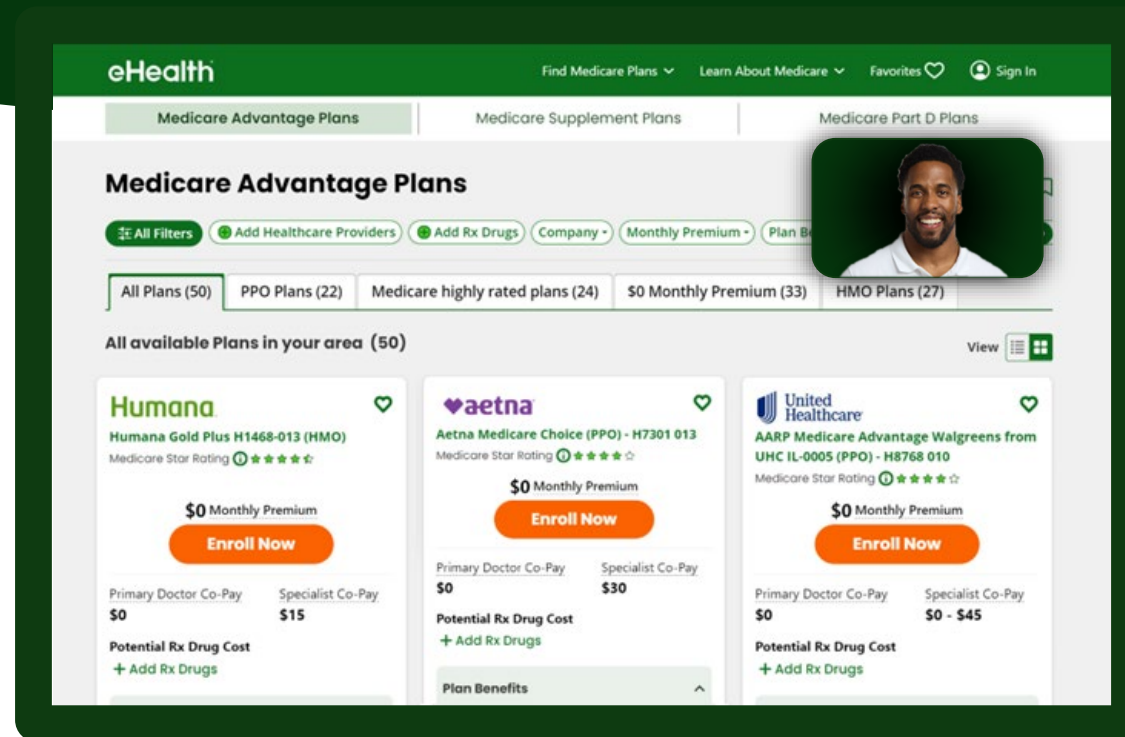 eHealth
Find Medicare Plans Learn About Medicare Favorites Sign In
Medicare Advantage Plans Medicare Supplement Plans Medicare Part D Plans
Medicare Advantage Plans
All Filters Add Healthcare Providers Add Rx Drugs Company Monthly Premium Plan
All Plans (50) PPO Plans (22) Medicare highly rated plans (24) $0 Monthly Premium (33) HMO Plans (27)
All available Plans in your area (50)
View
Humana
Humana Gold Plus H1468-013 (HMO)
Medicare Star Rating
$0 Monthly Premium
Enroll Now
Primary Doctor Co-Pay Specialist Co-Pay
$0 $15
Potential Rx Drug Cost
+ Add Rx Drugs
aetna
Aetna Medicare Choice (PPO) - H7301 013
Medicare Star Rating
$0 Monthly Premium
Enroll Now
Primary Doctor Co-Pay Specialist Co-Pay
$0 $30
Potential Rx Drug Cost
+ Add Rx Drugs
Plan Benefits
United
Healthcare
AARP Medicare Advantage Walgreens from
UHC IL-0005 (PPO) - H8768 010
Medicare Star Rating
$0 Monthly Premium
Enroll Now
Primary Doctor Co-Pay Specialist Co-Pay
$0 $0 - $45
Potential Rx Drug Cost
+ Add Rx Drugs